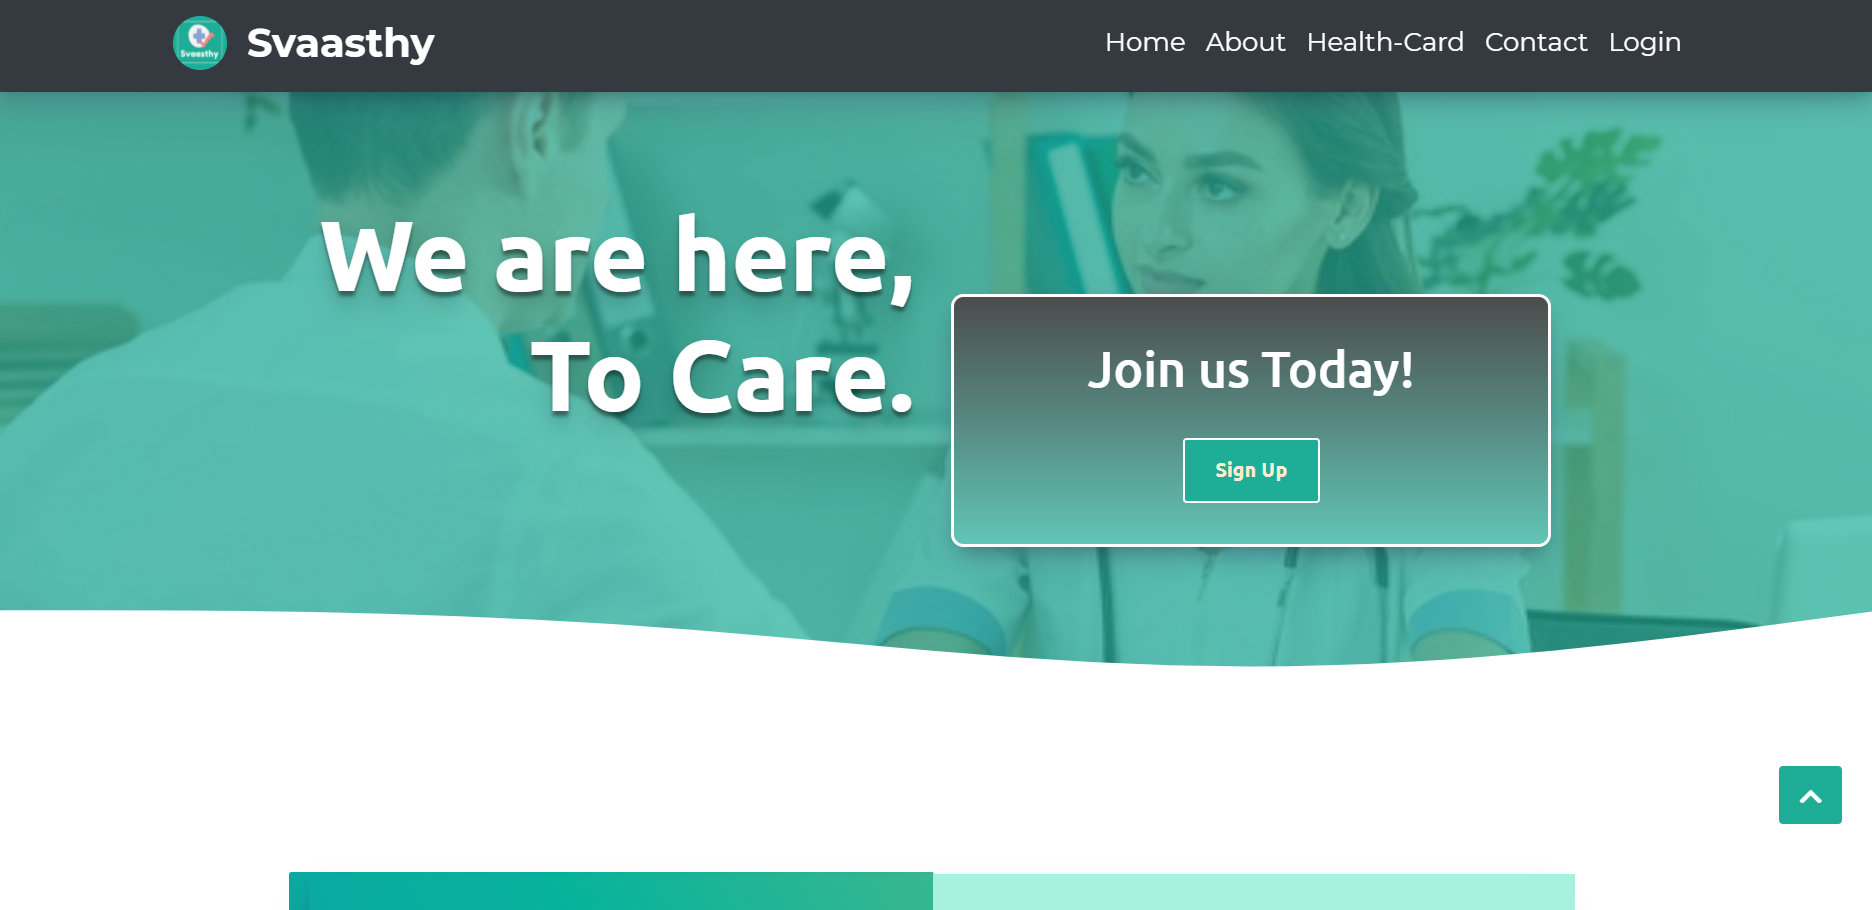 Svaasthy
Svaasthy
Home About Health-Card Contact Login
We are here,
To Care.
Join us Today!
Sign Up